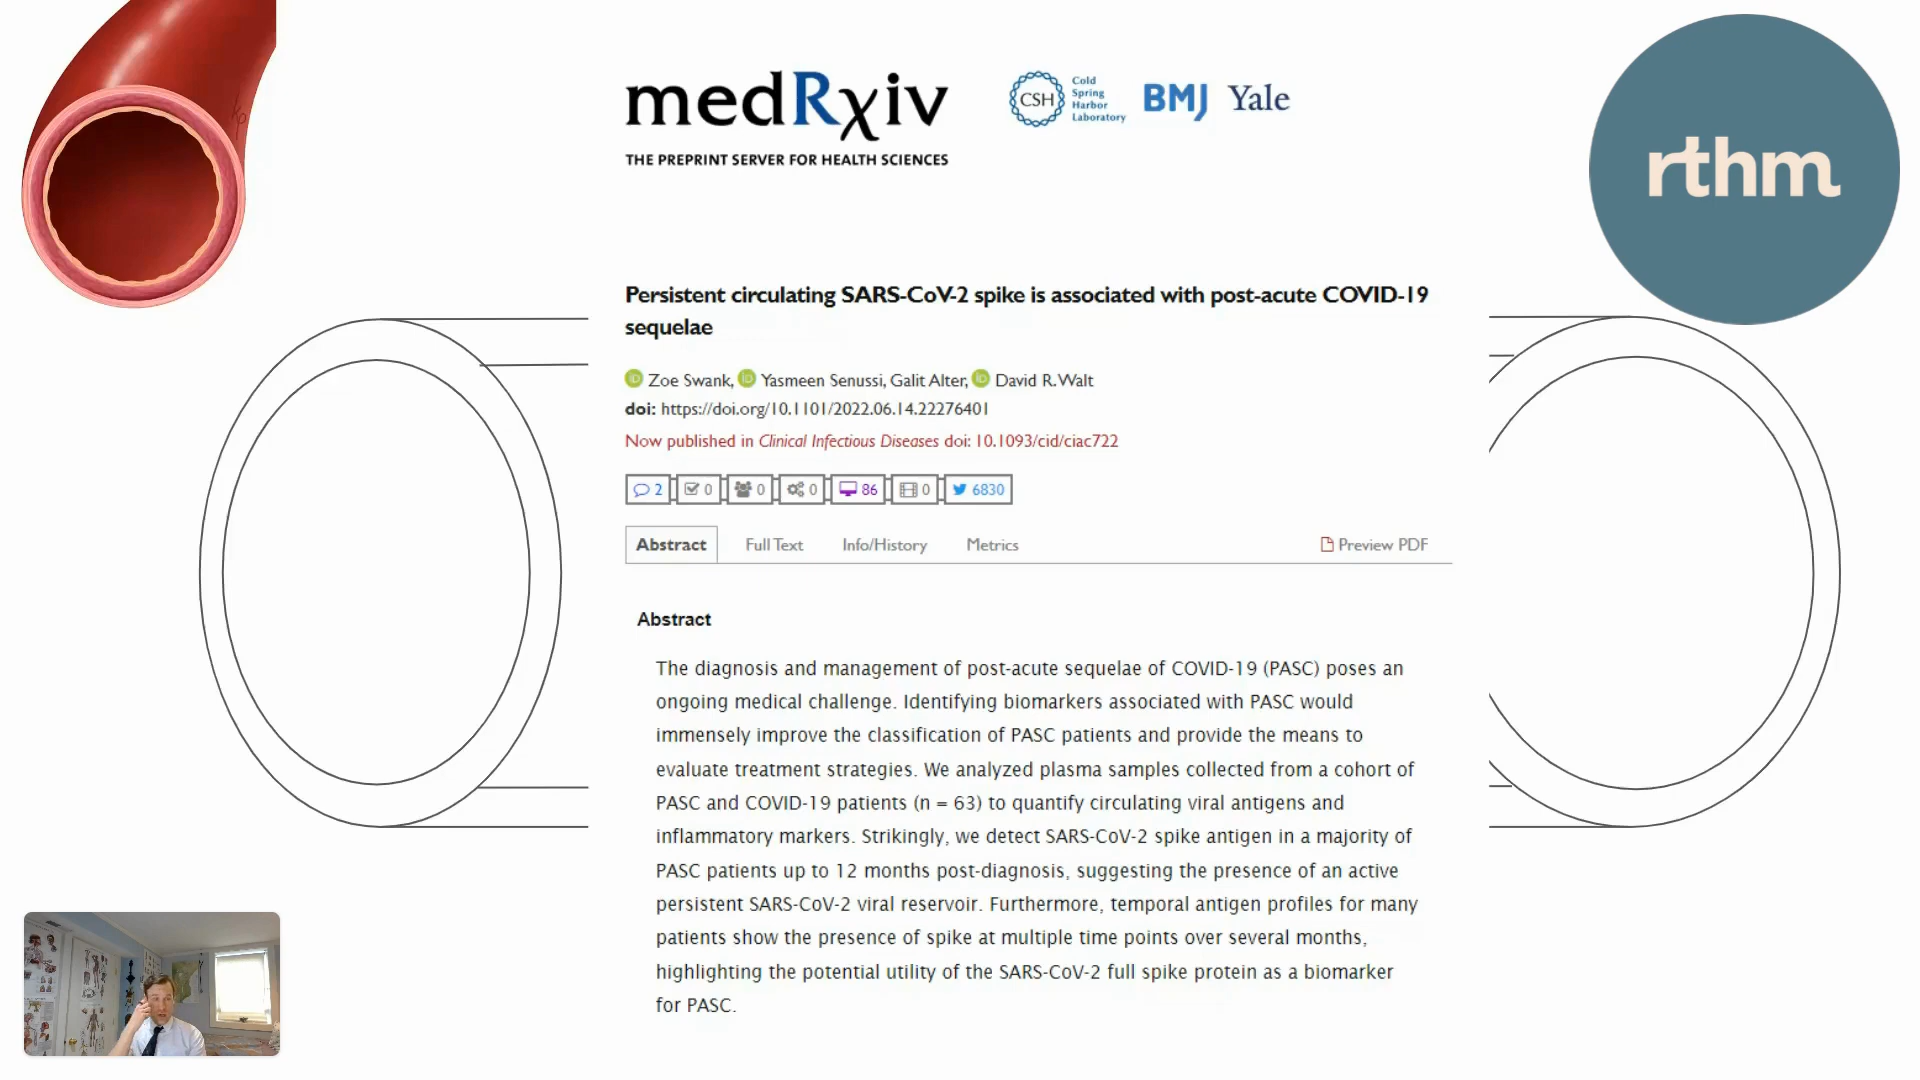 medRχiv
THE PREPRINT SERVER FOR HEALTH SCIENCES
CSH
Cold
Spring
Harbor
Laboratory
BMJ
Yale
rthm
Persistent circulating SARS-CoV-2 spike is associated with post-acute COVID-19
sequelae
iD Zoe Swank, iD Yasmeen Senussi, Galit Alter, iD David R. Walt
doi: https://doi.org/10.1101/2022.06.14.22276401
Now published in Clinical Infectious Diseases doi: 10.1093/cid/ciac722
2 0 0 0 86 0 6830
Abstract Full Text Info/History Metrics Preview PDF
Abstract
The diagnosis and management of post-acute sequelae of COVID-19 (PASC) poses an
ongoing medical challenge. Identifying biomarkers associated with PASC would
immensely improve the classification of PASC patients and provide the means to
evaluate treatment strategies. We analyzed plasma samples collected from a cohort of
PASC and COVID-19 patients (n = 63) to quantify circulating viral antigens and
inflammatory markers. Strikingly, we detect SARS-CoV-2 spike antigen in a majority of
PASC patients up to 12 months post-diagnosis, suggesting the presence of an active
persistent SARS-CoV-2 viral reservoir. Furthermore, temporal antigen profiles for many
patients show the presence of spike at multiple time points over several months,
highlighting the potential utility of the SARS-CoV-2 full spike protein as a biomarker
for PASC.